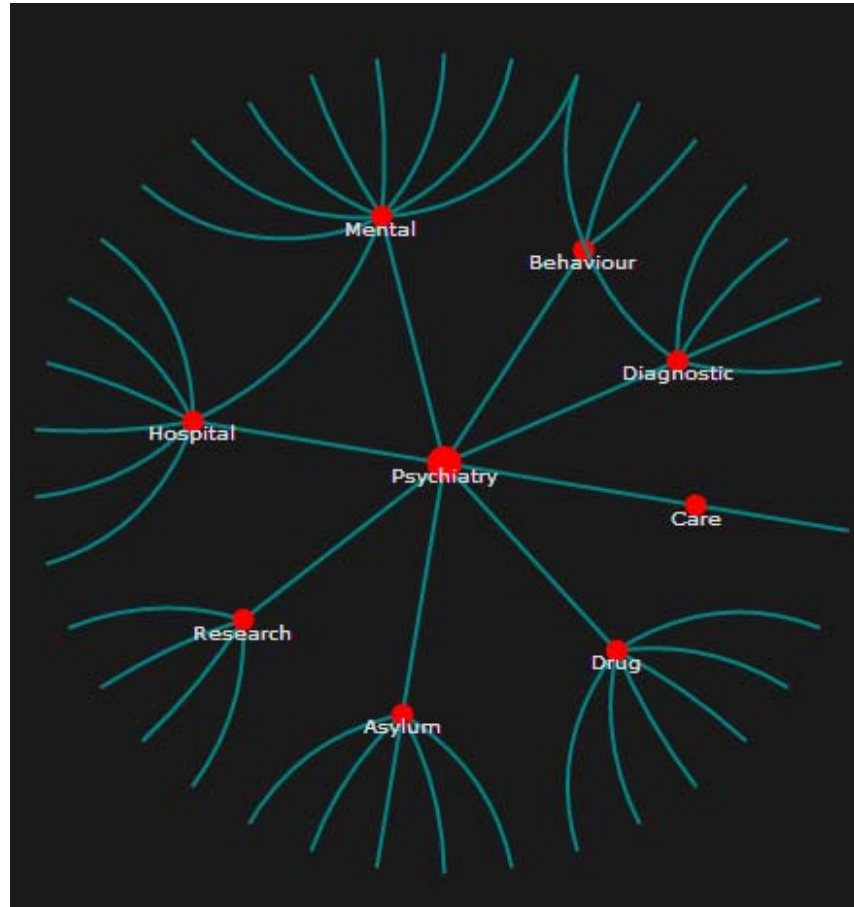 Mental
Behaviour
Diagnostic
Hospital
Psychiatry
Care
Research
Drug
Asylum